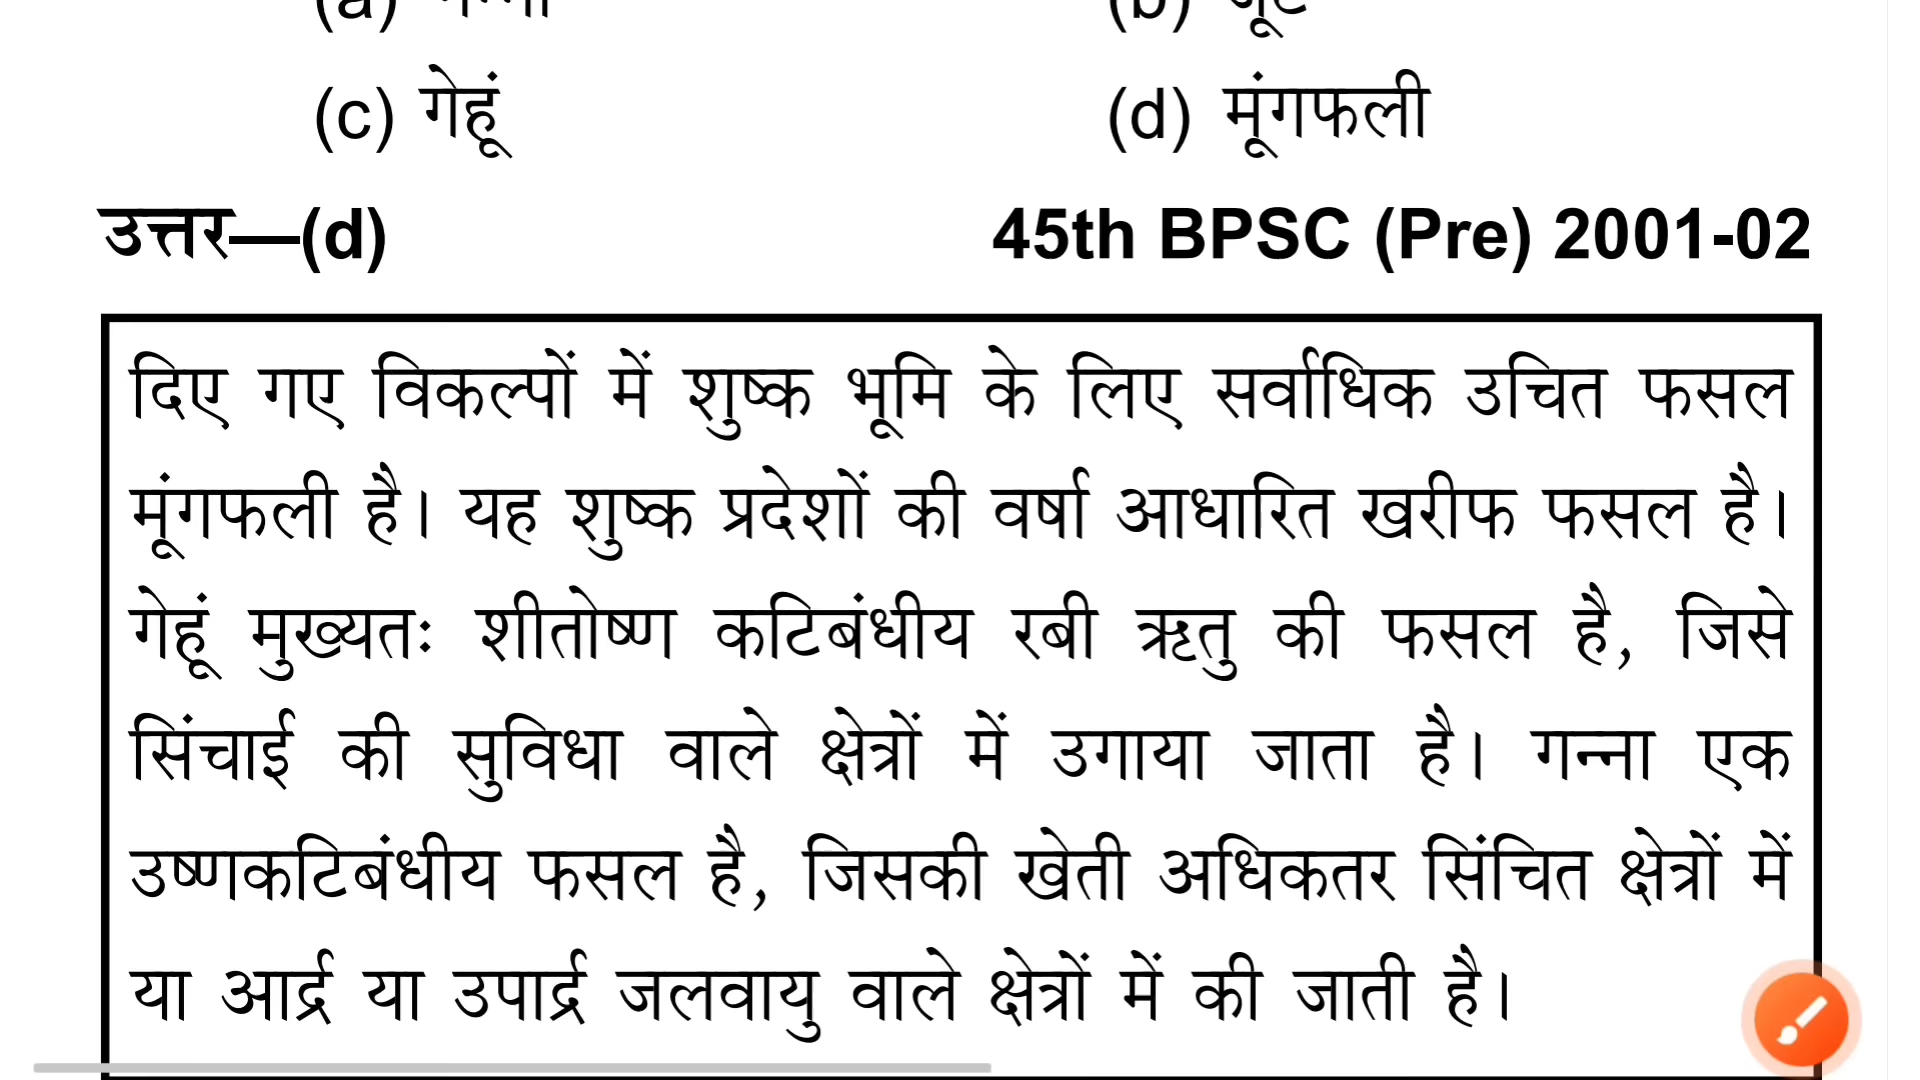 (a) गन्ना (b) जूट
(c) गेहूं (d) मूंगफली
उत्तर—(d) 45th BPSC (Pre) 2001-02
दिए गए विकल्पों में शुष्क भूमि के लिए सर्वाधिक उचित फसल
मूंगफली है। यह शुष्क प्रदेशों की वर्षा आधारित खरीफ फसल है।
गेहूं मुख्यतः शीतोष्ण कटिबंधीय रबी ऋतु की फसल है, जिसे
सिंचाई की सुविधा वाले क्षेत्रों में उगाया जाता है। गन्ना एक
उष्णकटिबंधीय फसल है, जिसकी खेती अधिकतर सिंचित क्षेत्रों में
या आर्द्र या उपार्द्र जलवायु वाले क्षेत्रों में की जाती है।